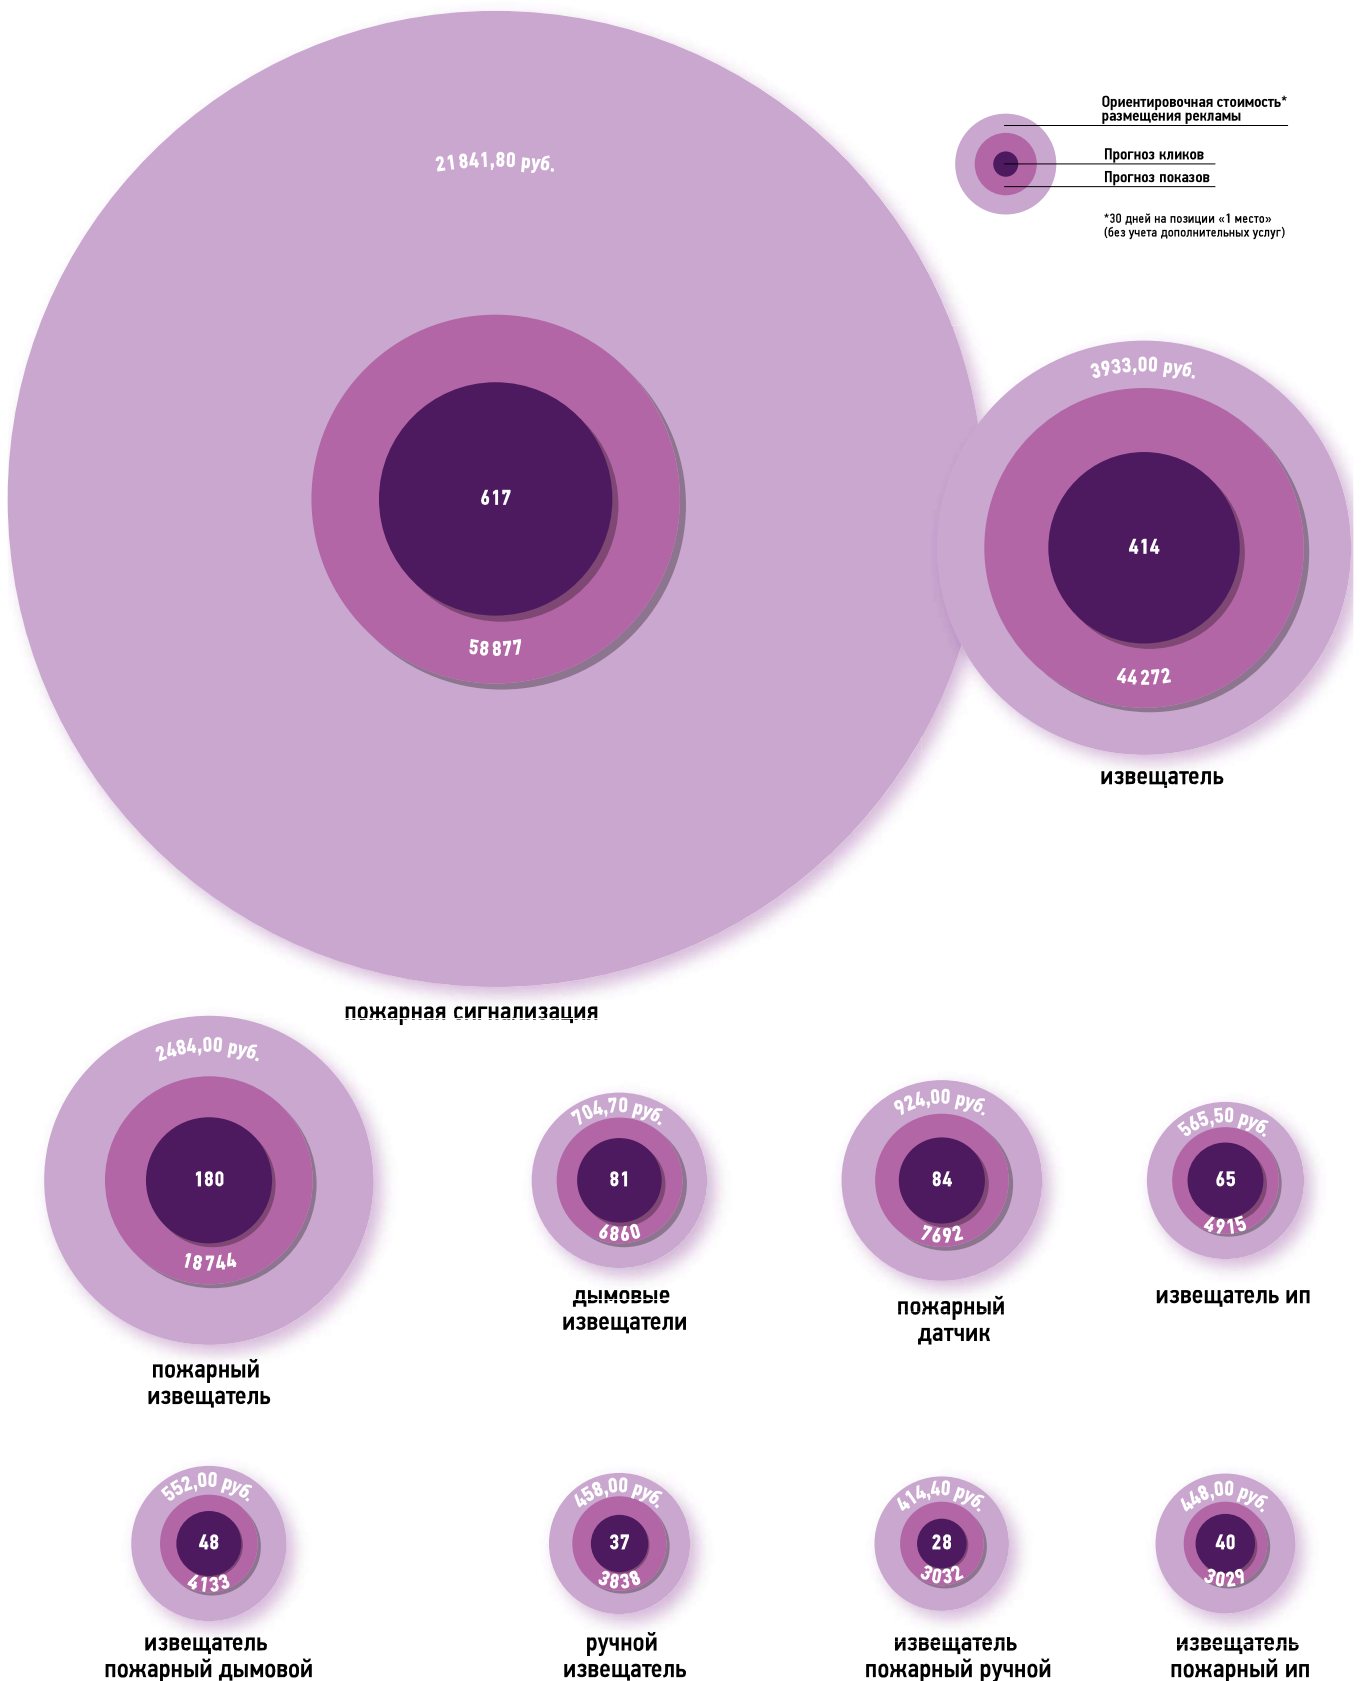 Ориентировочная стоимость*
размещения рекламы
Прогноз кликов
Прогноз показов
*30 дней на позиции «1 место»
(без учета дополнительных услуг)
21 841,80 руб.
617
58 877
пожарная сигнализация
3933,00 руб.
414
44 272
извещатель
2484,00 руб.
180
18 744
пожарный
извещатель
704,70 руб.
81
6860
дымовые
извещатели
924,00 руб.
84
7692
пожарный
датчик
565,50 руб.
65
4915
извещатель ип
552,00 руб.
48
4133
извещатель
пожарный дымовой
458,00 руб.
37
3838
ручной
извещатель
414,40 руб.
28
3032
извещатель
пожарный ручной
448,00 руб.
40
3029
извещатель
пожарный ип